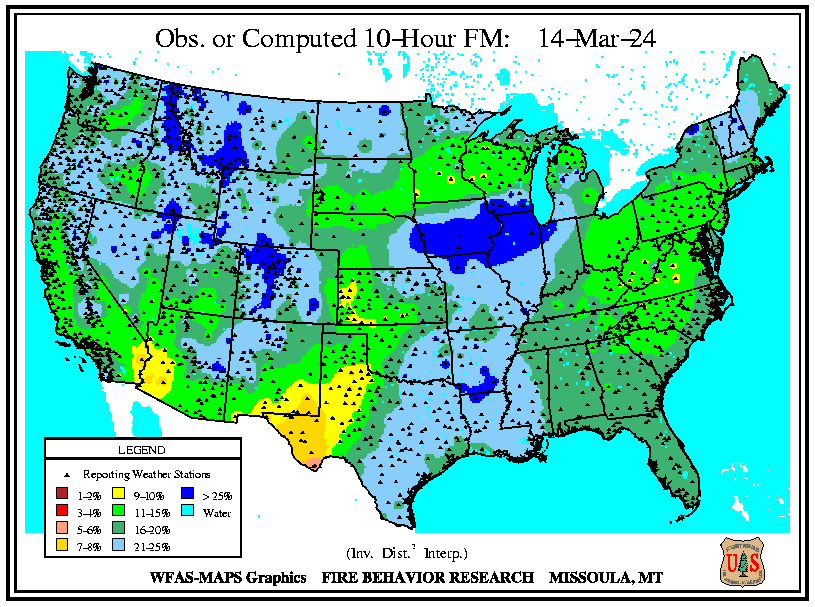 Obs. or Computed 10-Hour FM: 14-Mar-24
LEGEND
Reporting Weather Stations
1-2% 9-10% > 25%
3-4% 11-15% Water
5-6% 16-20%
7-8% 21-25%
(Inv. Dist.² Interp.)
WFAS-MAPS Graphics FIRE BEHAVIOR RESEARCH MISSOULA, MT
U S